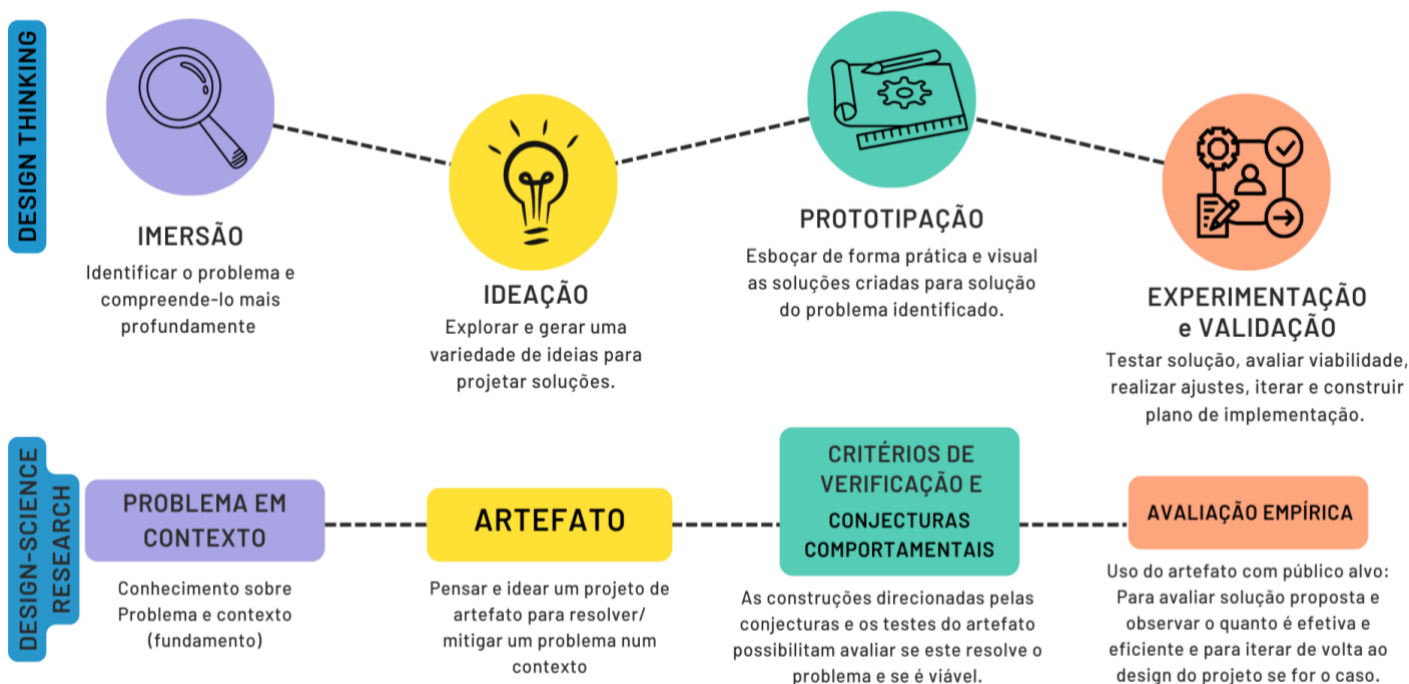 DESIGN THINKING
IMERSÃO
Identificar o problema e
compreende-lo mais
profundamente
IDEAÇÃO
Explorar e gerar uma
variedade de ideias para
projetar soluções.
PROTOTIPAÇÃO
Esboçar de forma prática e visual
as soluções criadas para solução
do problema identificado.
EXPERIMENTAÇÃO
e VALIDAÇÃO
Testar solução, avaliar viabilidade,
realizar ajustes, iterar e construir
plano de implementação.
DESIGN-SCIENCE
RESEARCH
PROBLEMA EM
CONTEXTO
Conhecimento sobre
Problema e contexto
(fundamento)
ARTEFATO
Pensar e idear um projeto de
artefato para resolver/
mitigar um problema num
contexto
CRITÉRIOS DE
VERIFICAÇÃO E
CONJECTURAS
COMPORTAMENTAIS
As construções direcionadas pelas
conjecturas e os testes do artefato
possibilitam avaliar se este resolve o
problema e se é viável.
AVALIAÇÃO EMPÍRICA
Uso do artefato com público alvo:
Para avaliar solução proposta e
observar o quanto é efetiva e
eficiente e para iterar de volta ao
design do projeto se for o caso.